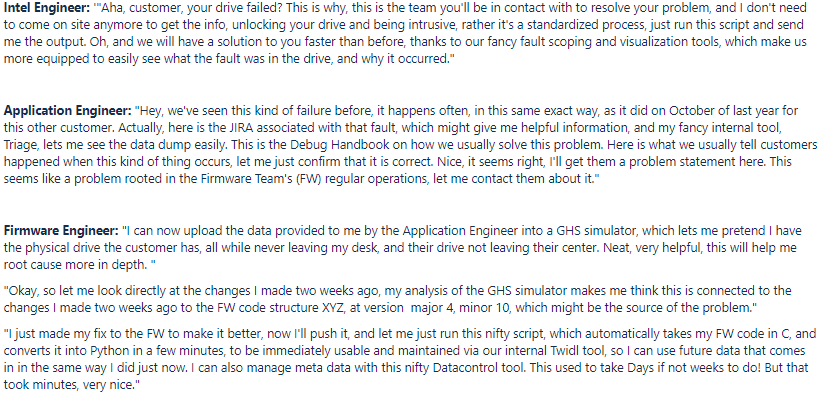 Intel Engineer: '"Aha, customer, your drive failed? This is why, this is the team you'll be in contact with to resolve your problem, and I don't need
to come on site anymore to get the info, unlocking your drive and being intrusive, rather it's a standardized process, just run this script and send
me the output. Oh, and we will have a solution to you faster than before, thanks to our fancy fault scoping and visualization tools, which make us
more equipped to easily see what the fault was in the drive, and why it occurred."
Application Engineer: "Hey, we've seen this kind of failure before, it happens often, in this same exact way, as it did on October of last year for
this other customer. Actually, here is the JIRA associated with that fault, which might give me helpful information, and my fancy internal tool,
Triage, lets me see the data dump easily. This is the Debug Handbook on how we usually solve this problem. Here is what we usually tell customers
happened when this kind of thing occurs, let me just confirm that it is correct. Nice, it seems right, I'll get them a problem statement here. This
seems like a problem rooted in the Firmware Team's (FW) regular operations, let me contact them about it."
Firmware Engineer: "I can now upload the data provided to me by the Application Engineer into a GHS simulator, which lets me pretend I have
the physical drive the customer has, all while never leaving my desk, and their drive not leaving their center. Neat, very helpful, this will help me
root cause more in depth. "
"Okay, so let me look directly at the changes I made two weeks ago, my analysis of the GHS simulator makes me think this is connected to the
changes I made two weeks ago to the FW code structure XYZ, at version  major 4, minor 10, which might be the source of the problem."
"I just made my fix to the FW to make it better, now I'll push it, and let me just run this nifty script, which automatically takes my FW code in C, and
converts it into Python in a few minutes, to be immediately usable and maintained via our internal Twidl tool, so I can use future data that comes
in in the same way I did just now. I can also manage meta data with this nifty Datacontrol tool. This used to take Days if not weeks to do! But that
took minutes, very nice."